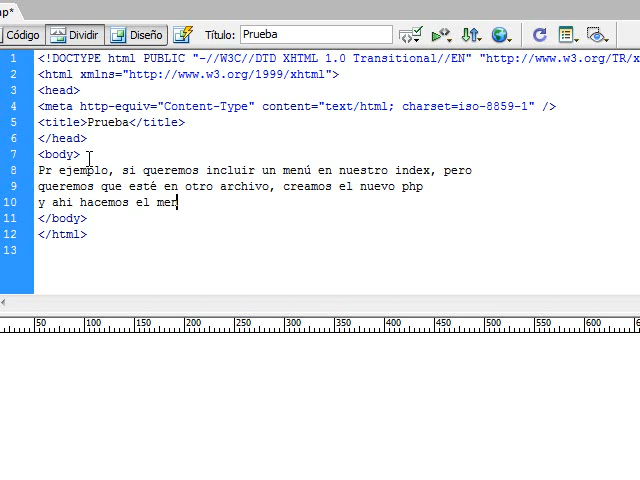 np*
Código Dividir Diseño Título: Prueba
1 <!DOCTYPE html PUBLIC "-//W3C//DTD XHTML 1.0 Transitional//EN" "http://www.w3.org/TR/x
2 <html xmlns="http://www.w3.org/1999/xhtml">
3 <head>
4 <meta http-equiv="Content-Type" content="text/html; charset=iso-8859-1" />
5 <title>Prueba</title>
6 </head>
7 <body>
8 Pr ejemplo, si queremos incluir un menú en nuestro index, pero
9 queremos que esté en otro archivo, creamos el nuevo php
10 y ahi hacemos el men
11 </body>
12 </html>
13
50 100 150 200 250 300 350 400 450 500 550 600